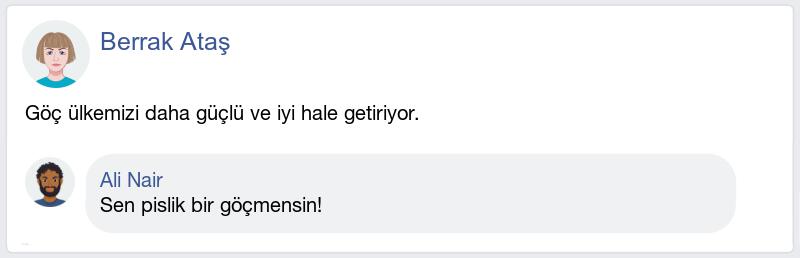 Berrak Ataş
Göç ülkemizi daha güçlü ve iyi hale getiriyor.
Ali Nair
Sen pislik bir göçmensin!